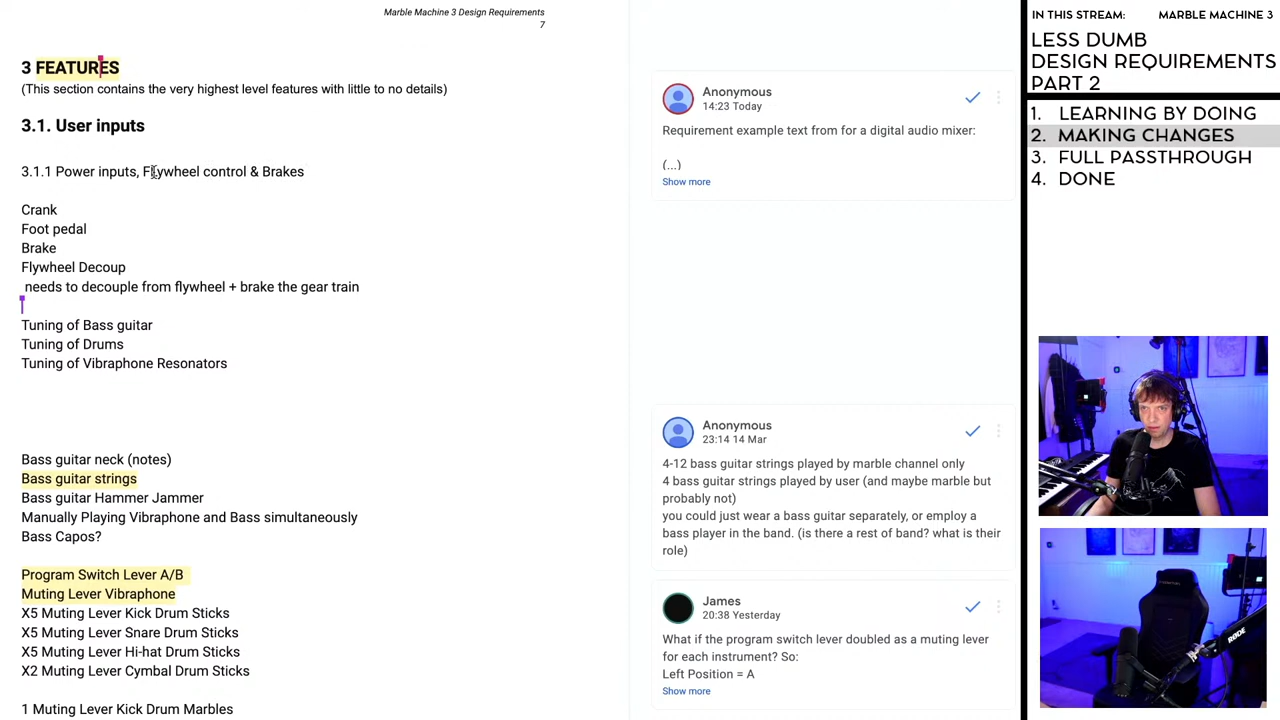 Marble Machine 3 Design Requirements
7
3 FEATURES
(This section contains the very highest level features with little to no details)
3.1. User inputs
3.1.1 Power inputs, Flywheel control & Brakes
Crank
Foot pedal
Brake
Flywheel Decoup
needs to decouple from flywheel + brake the gear train
Tuning of Bass guitar
Tuning of Drums
Tuning of Vibraphone Resonators
Bass guitar neck (notes)
Bass guitar strings
Bass guitar Hammer Jammer
Manually Playing Vibraphone and Bass simultaneously
Bass Capos?
Program Switch Lever A/B
Muting Lever Vibraphone
X5 Muting Lever Kick Drum Sticks
X5 Muting Lever Snare Drum Sticks
X5 Muting Lever Hi-hat Drum Sticks
X2 Muting Lever Cymbal Drum Sticks
1 Muting Lever Kick Drum Marbles
Anonymous
14:23 Today
Requirement example text from for a digital audio mixer:
(...)
Show more
Anonymous
23:14 14 Mar
4-12 bass guitar strings played by marble channel only
4 bass guitar strings played by user (and maybe marble but
probably not)
you could just wear a bass guitar separately, or employ a
bass player in the band. (is there a rest of band? what is their
role)
James
20:38 Yesterday
What if the program switch lever doubled as a muting lever
for each instrument? So:
Left Position = A
Show more
IN THIS STREAM: MARBLE MACHINE 3
LESS DUMB
DESIGN REQUIREMENTS
PART 2
1. LEARNING BY DOING
2. MAKING CHANGES
3. FULL PASSTHROUGH
4. DONE
RODE